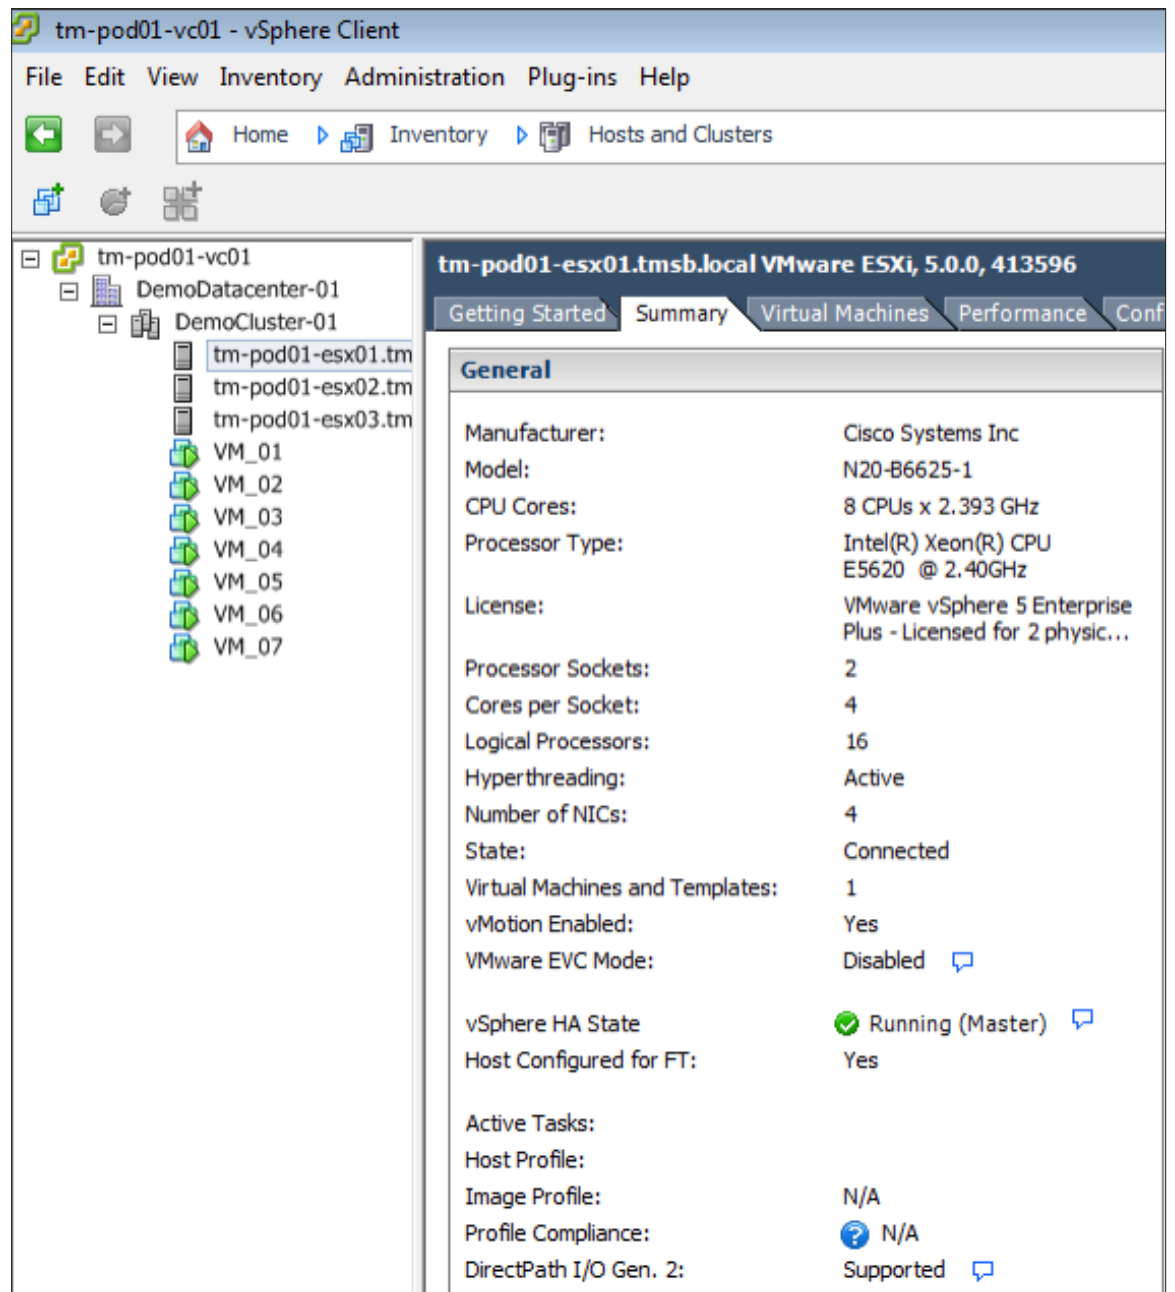 tm-pod01-vc01 - vSphere Client
File Edit View Inventory Administration Plug-ins Help
Home Inventory Hosts and Clusters
tm-pod01-vc01
DemoDatacenter-01
DemoCluster-01
tm-pod01-esx01.tm
tm-pod01-esx02.tm
tm-pod01-esx03.tm
VM_01
VM_02
VM_03
VM_04
VM_05
VM_06
VM_07
tm-pod01-esx01.tmsb.local VMware ESXi, 5.0.0, 413596
Getting Started Summary Virtual Machines Performance Conf
General
Manufacturer: Cisco Systems Inc
Model: N20-B6625-1
CPU Cores: 8 CPUs x 2.393 GHz
Processor Type: Intel(R) Xeon(R) CPU
E5620 @ 2.40GHz
License: VMware vSphere 5 Enterprise
Plus - Licensed for 2 physic...
Processor Sockets: 2
Cores per Socket: 4
Logical Processors: 16
Hyperthreading: Active
Number of NICs: 4
State: Connected
Virtual Machines and Templates: 1
vMotion Enabled: Yes
VMware EVC Mode: Disabled
vSphere HA State Running (Master)
Host Configured for FT: Yes
Active Tasks:
Host Profile:
Image Profile: N/A
Profile Compliance: N/A
DirectPath I/O Gen. 2: Supported